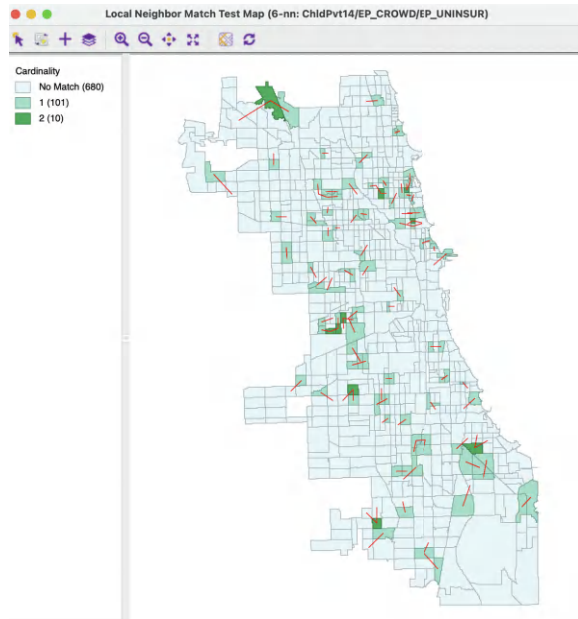 Local Neighbor Match Test Map (6-nn: ChldPvt14/EP_CROWD/EP_UNINSUR)
Cardinality
No Match (680)
1 (101)
2 (10)